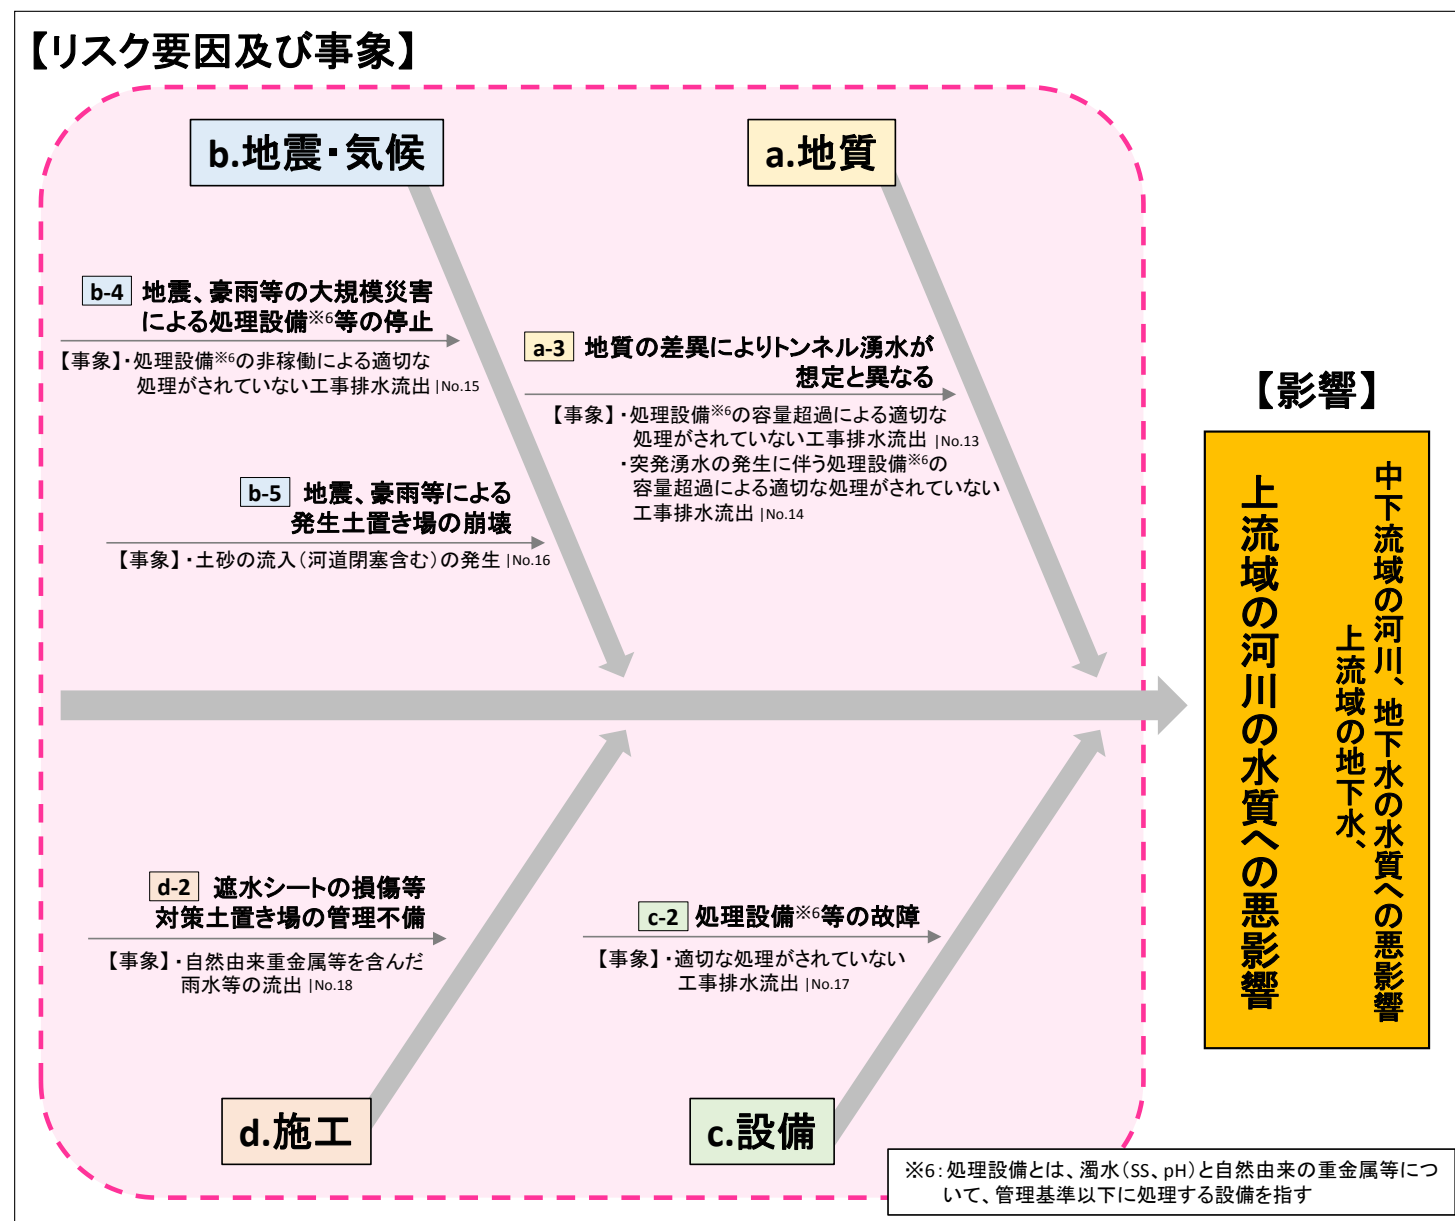 【リスク要因及び事象】
b.地震・気候
a.地質
b-4 地震、豪雨等の大規模災害
による処理設備※6等の停止
【事象】・処理設備※6の非稼働による適切な
処理がされていない工事排水流出 |No.15
b-5 地震、豪雨等による
発生土置き場の崩壊
【事象】・土砂の流入（河道閉塞含む）の発生 |No.16
a-3 地質の差異によりトンネル湧水が
想定と異なる
【事象】・処理設備※6の容量超過による適切な
処理がされていない工事排水流出 |No.13
・突発湧水の発生に伴う処理設備※6の
容量超過による適切な処理がされていない
工事排水流出 |No.14
d-2 遮水シートの損傷等
対策土置き場の管理不備
【事象】・自然由来重金属等を含んだ
雨水等の流出 |No.18
c-2 処理設備※6等の故障
【事象】・適切な処理がされていない
工事排水流出 |No.17
d.施工
c.設備
【影響】
上流域の河川の水質への悪影響
上流域の地下水、
中下流域の河川、地下水の水質への悪影響
※6：処理設備とは、濁水（SS、pH）と自然由来の重金属等につ
いて、管理基準以下に処理する設備を指す